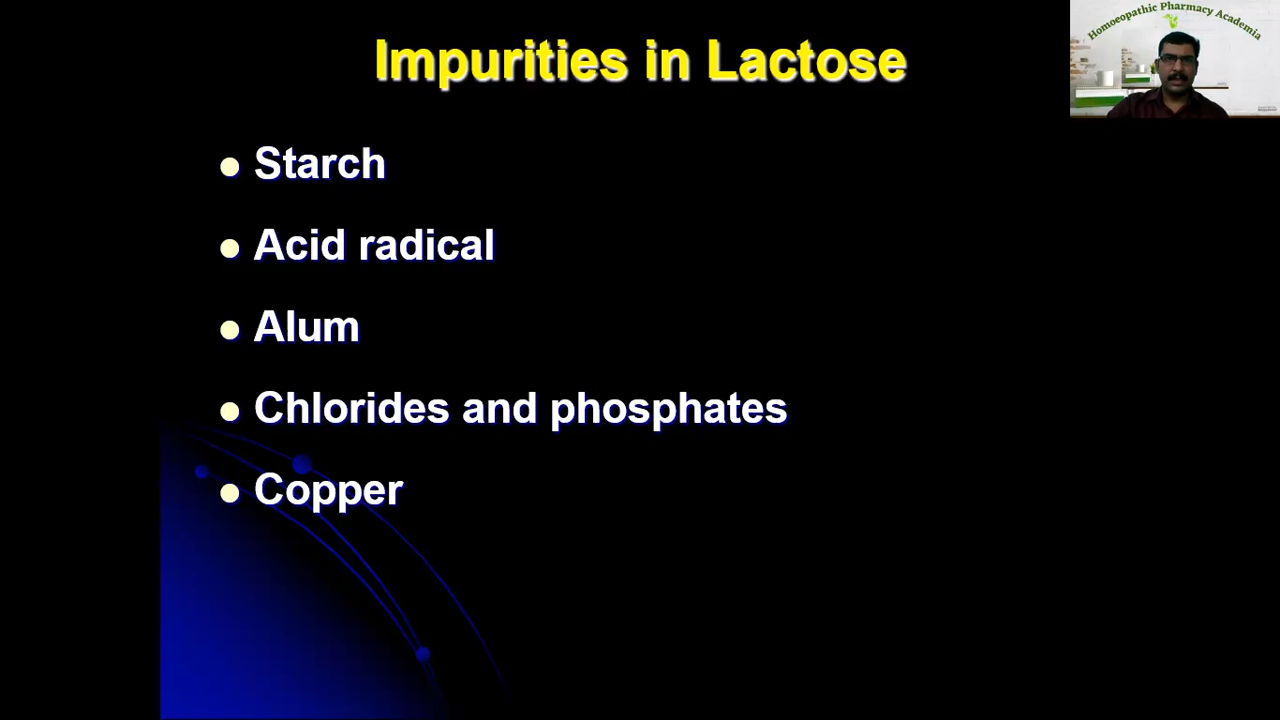 Impurities in Lactose
Homoeopathic Pharmacy Academia
Starch
Acid radical
Alum
Chlorides and phosphates
Copper